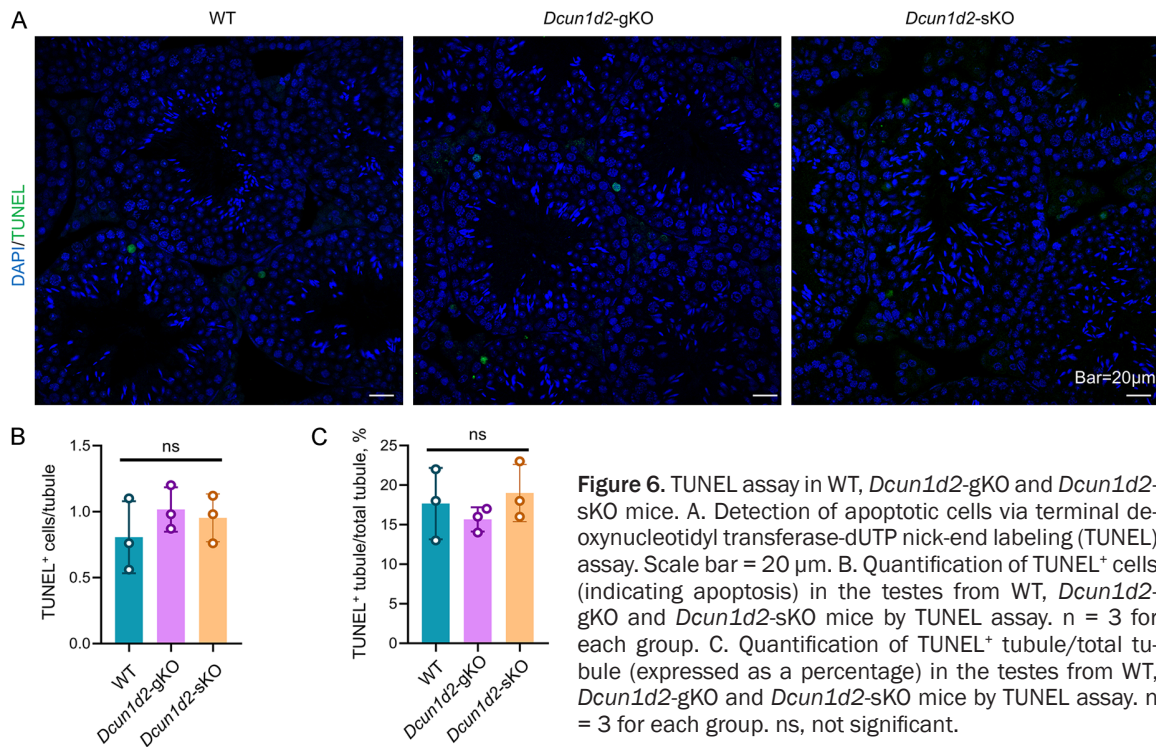 A
WT
Dcun1d2-gKO
Dcun1d2-sKO
DAPI/TUNEL
Bar=20μm
B
TUNEL+ cells/tubule
1.5
1.0
0.5
0.0
ns
WT
Dcun1d2-gKO
Dcun1d2-sKO
C
TUNEL+ tubule/total tubule, %
25
20
15
10
5
0
ns
WT
Dcun1d2-gKO
Dcun1d2-sKO
Figure 6. TUNEL assay in WT, Dcun1d2-gKO and Dcun1d2-
sKO mice. A. Detection of apoptotic cells via terminal de-
oxynucleotidyl transferase-dUTP nick-end labeling (TUNEL)
assay. Scale bar = 20 μm. B. Quantification of TUNEL+ cells
(indicating apoptosis) in the testes from WT, Dcun1d2-
gKO and Dcun1d2-sKO mice by TUNEL assay. n = 3 for
each group. C. Quantification of TUNEL+ tubule/total tu-
bule (expressed as a percentage) in the testes from WT,
Dcun1d2-gKO and Dcun1d2-sKO mice by TUNEL assay. n
= 3 for each group. ns, not significant.